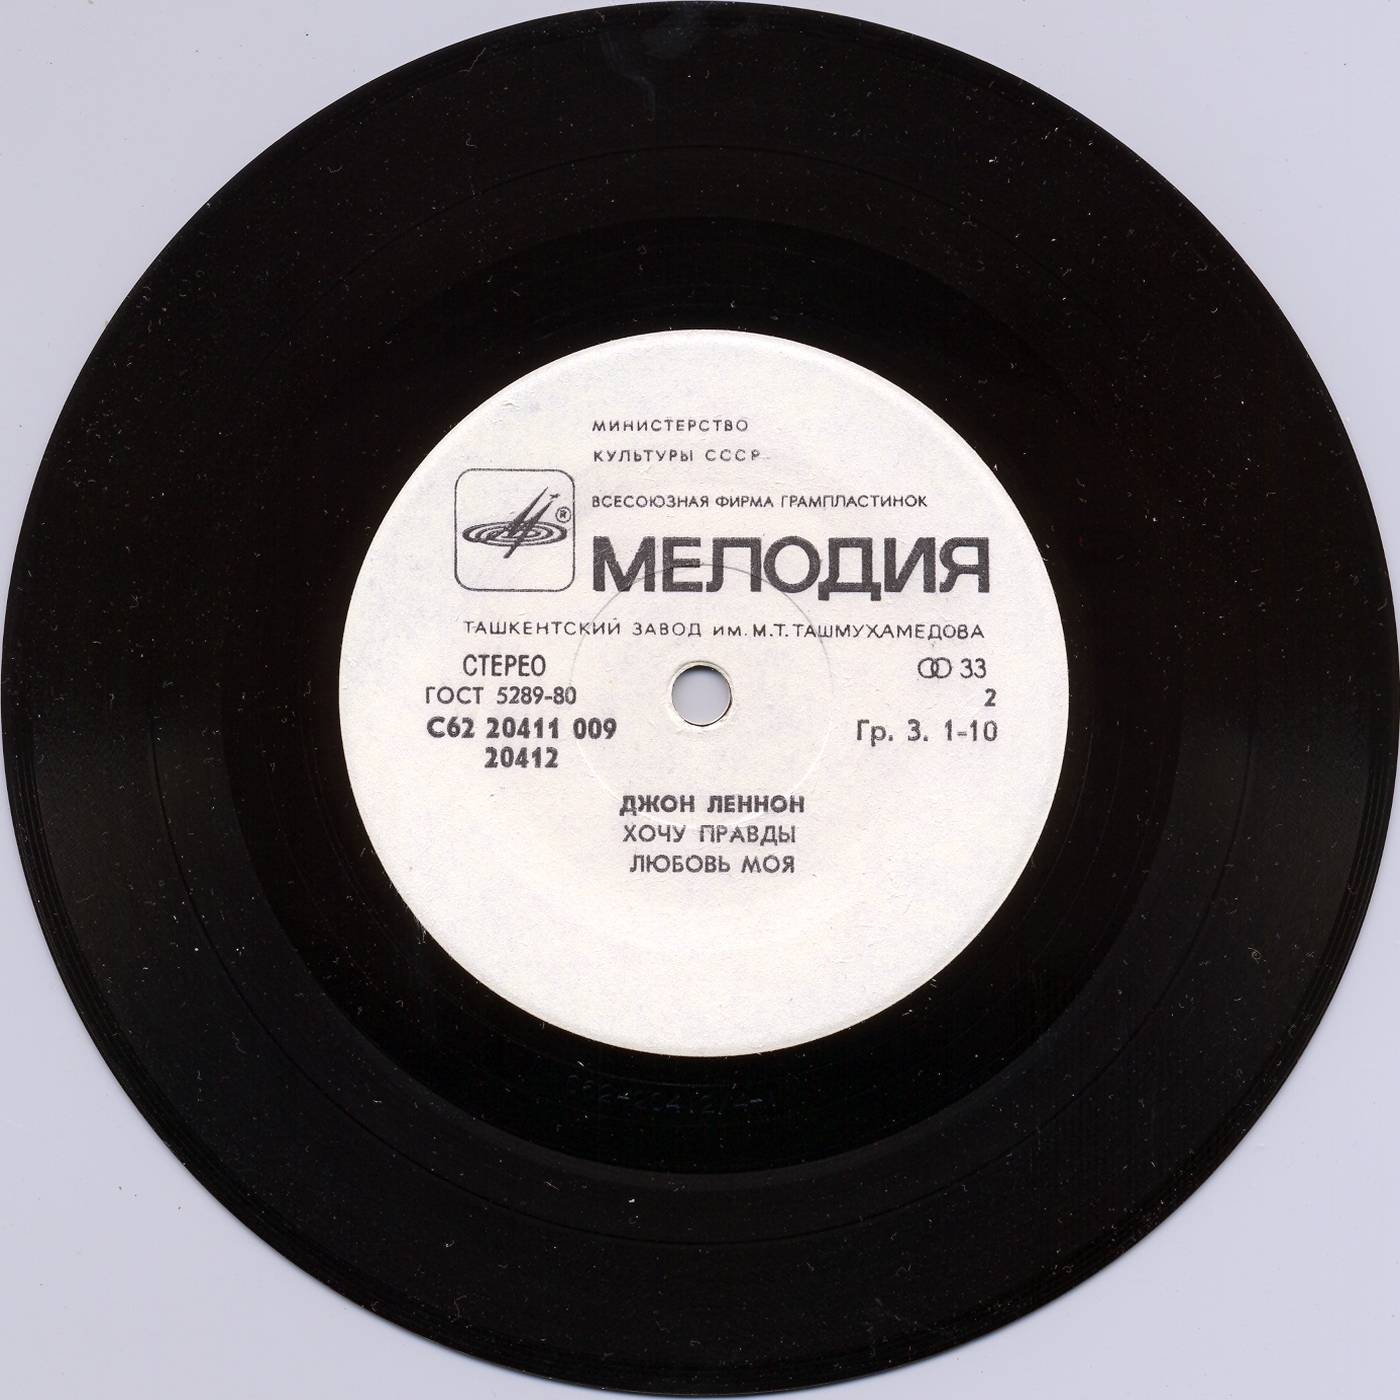 МИНИСТЕРСТВО
КУЛЬТУРЫ СССР
ВСЕСОЮЗНАЯ ФИРМА ГРАМПЛАСТИНОК
®
МЕЛОДИЯ
ТАШКЕНТСКИЙ ЗАВОД ИМ. М.Т. ТАШМУХАМЕДОВА
СТЕРЕО
33
ГОСТ 5289-80
2
С62 20411 009
Гр. 3. 1-10
20412
ДЖОН ЛЕННОН
ХОЧУ ПРАВДЫ
ЛЮБОВЬ МОЯ